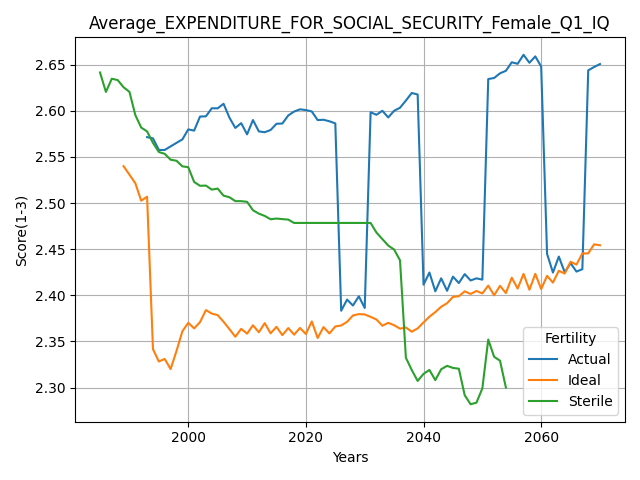 Average_EXPENDITURE_FOR_SOCIAL_SECURITY_Female_Q1_IQ
Score(1-3)
2.65
2.60
2.55
2.50
2.45
2.40
2.35
2.30
Fertility
Actual
Ideal
Sterile
2000
2020
2040
2060
Years